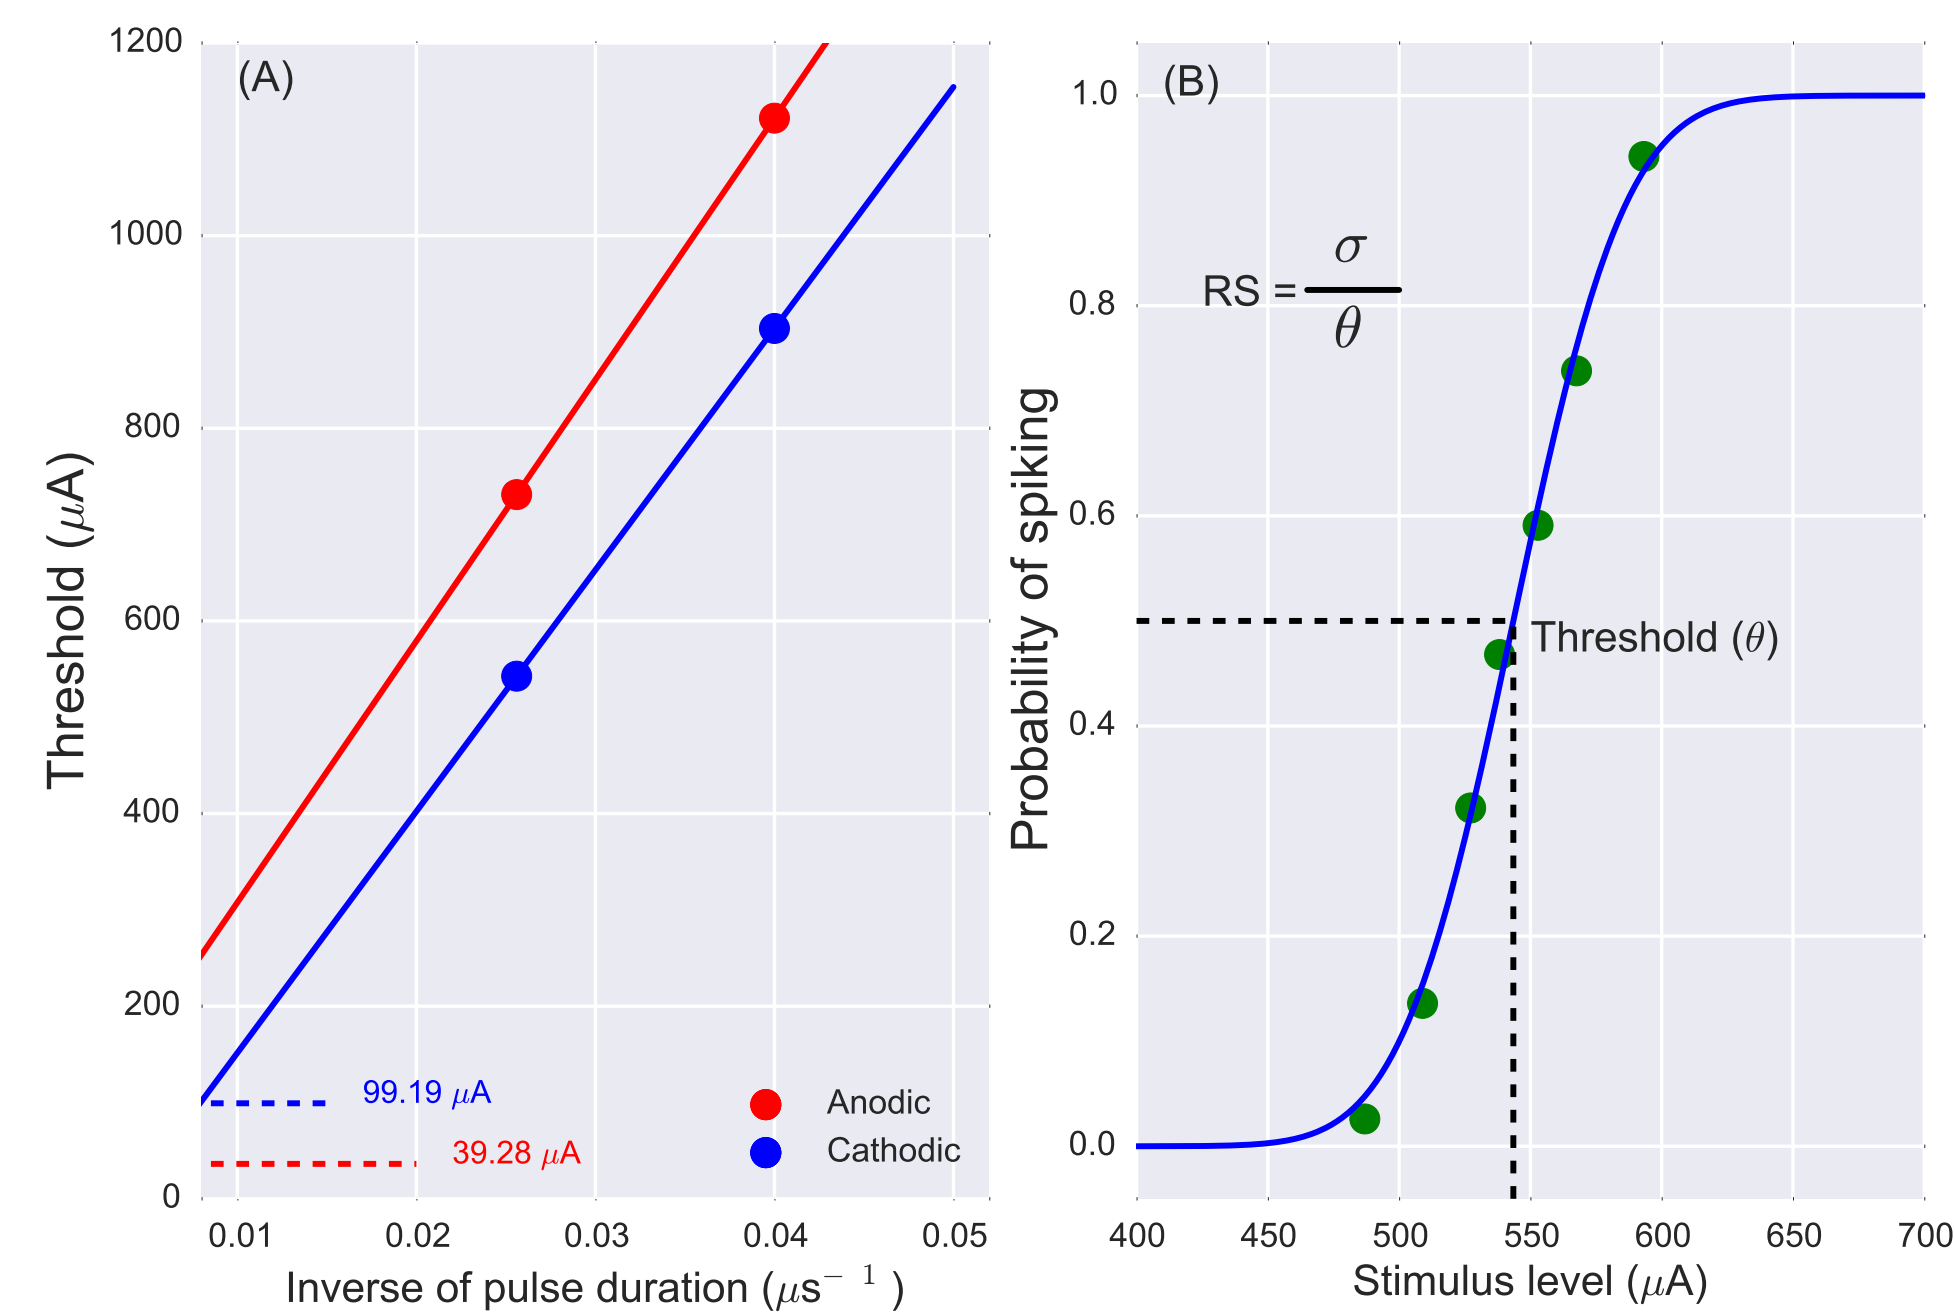 (A)
1200
1000
800
600
400
200
0
Threshold (μA)
99.19 μA
39.28 μA
Anodic
Cathodic
0.01 0.02 0.03 0.04 0.05
Inverse of pulse duration (μs⁻ ¹ )
(B)
1.0
0.8
0.6
0.4
0.2
0.0
Probability of spiking
RS = σ/θ
Threshold (θ)
400 450 500 550 600 650 700
Stimulus level (μA)